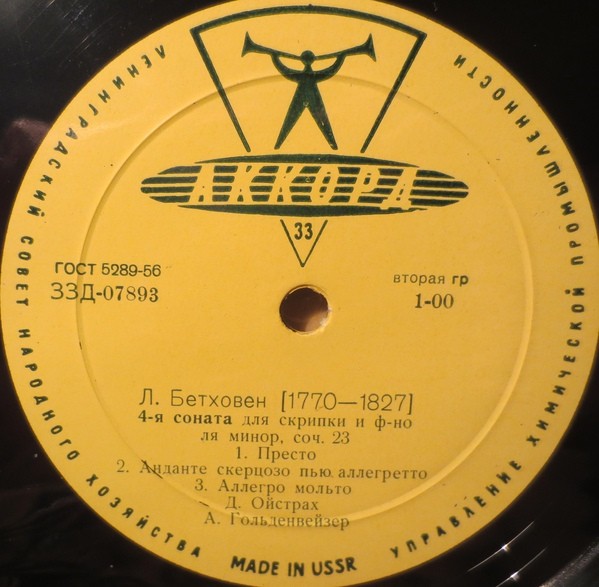 ЛЕНИНГРАДСКИЙ СОВЕТ НАРОДНОГО ХОЗЯЙСТВА
УПРАВЛЕНИЕ ХИМИЧЕСКОЙ ПРОМЫШЛЕННОСТИ
АККОРД
33
ГОСТ 5289-56
33Д-07893
вторая гр
1-00
Л. Бетховен [1770—1827]
4-я соната для скрипки и ф-но
ля минор, соч. 23
1. Престо
2. Анданте скерцозо пью аллегретто
3. Аллегро мольто
Д. Ойстрах
А. Гольденвейзер
MADE IN USSR